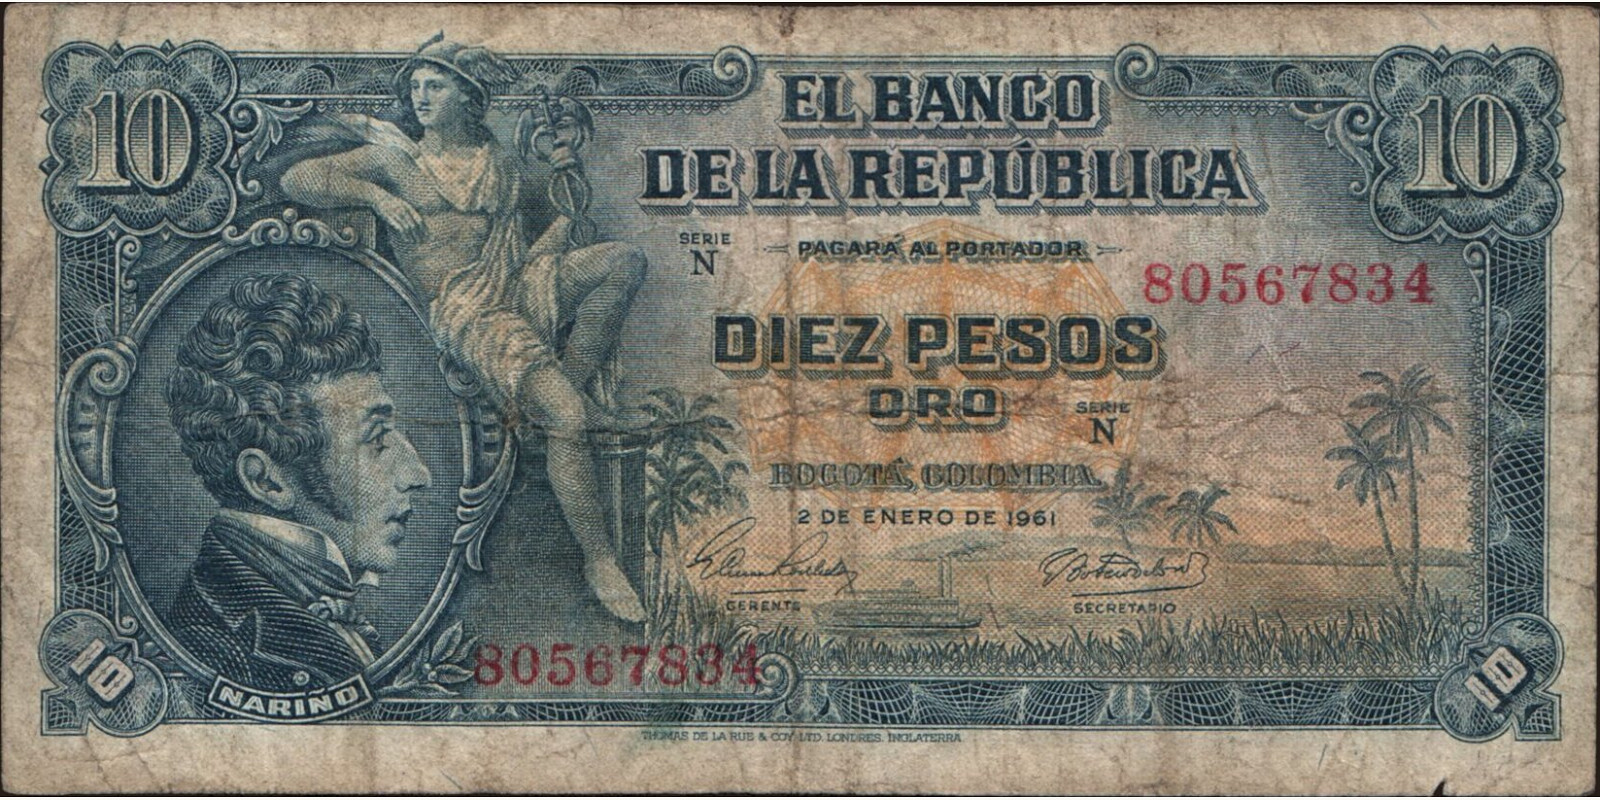 10
10
EL BANCO
DE LA REPÚBLICA
SERIE
N
PAGARÁ AL PORTADOR
80567834
DIEZ PESOS
ORO
SERIE
N
BOGOTÁ, COLOMBIA,
2 DE ENERO DE 1961
GERENTE
SECRETARIO
80567834
10
NARIÑO
10
THOMAS DE LA RUE & COY. LTD. LONDRES. INGLATERRA.